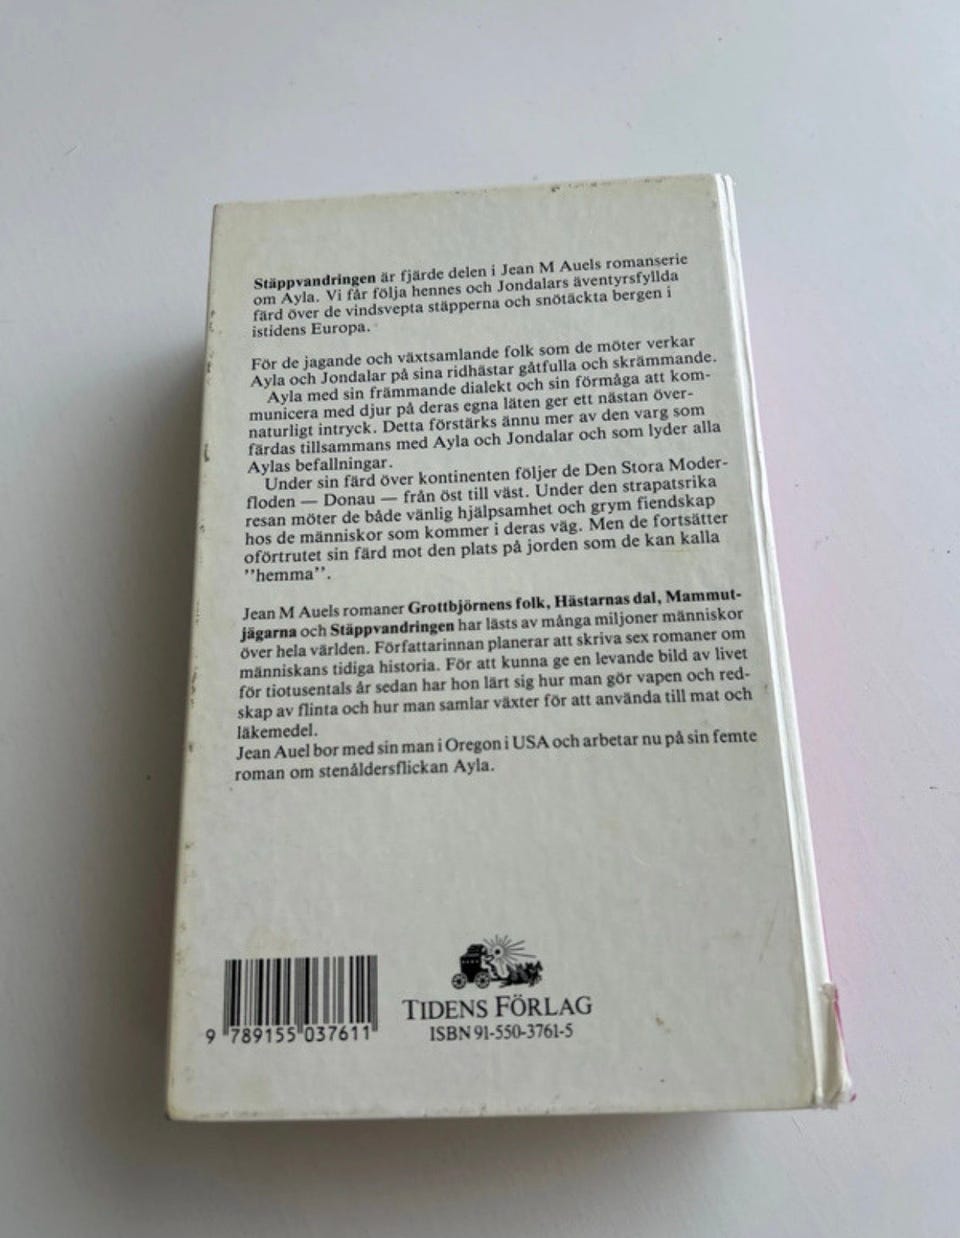 Stäppvandringen är fjärde delen i Jean M Auels romanserie
om Ayla. Vi får följa hennes och Jondalars äventyrsfyllda
färd över de vindsvepta stäpperna och snötäckta bergen i
istidens Europa.
För de jagande och växtsamlande folk som de möter verkar
Ayla och Jondalar på sina ridhästar gåtfulla och skrämmande.
Ayla med sin främmande dialekt och sin förmåga att kom-
municera med djur på deras egna läten ger ett nästan över-
naturligt intryck. Detta förstärks ännu mer av den varg som
färdas tillsammans med Ayla och Jondalar och som lyder alla
Aylas befallningar.
Under sin färd över kontinenten följer de Den Stora Moder-
floden — Donau — från öst till väst. Under den strapatsrika
resan möter de både vänlig hjälpsamhet och grym fiendskap
hos de människor som kommer i deras väg. Men de fortsätter
oförtrutet sin färd mot den plats på jorden som de kan kalla
''hemma''.
Jean M Auels romaner Grottbjörnens folk, Hästarnas dal, Mammut-
jägarna och Stäppvandringen har lästs av många miljoner människor
över hela världen. Författarinnan planerar att skriva sex romaner om
människans tidiga historia. För att kunna ge en levande bild av livet
för tiotusentals år sedan har hon lärt sig hur man gör vapen och red-
skap av flinta och hur man samlar växter för att använda till mat och
läkemedel.
Jean Auel bor med sin man i Oregon i USA och arbetar nu på sin femte
roman om stenåldersflickan Ayla.
TIDENS FÖRLAG
ISBN 91-550-3761-5
9 789155 037611